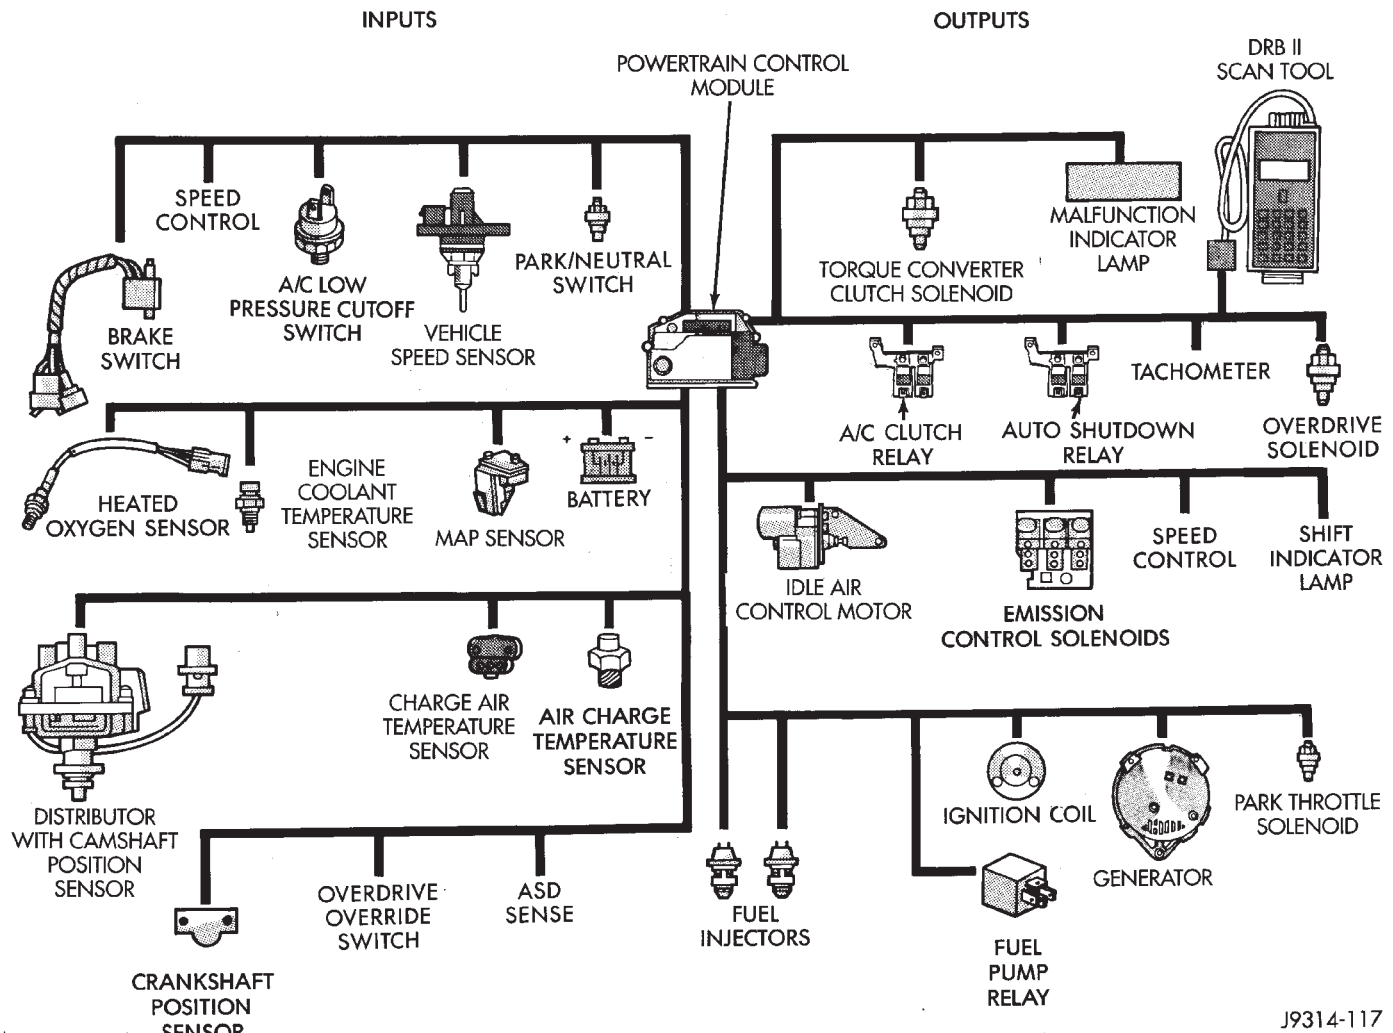 INPUTS
OUTPUTS
POWERTRAIN CONTROL
MODULE
DRB II
SCAN TOOL
SPEED
CONTROL
A/C LOW
PRESSURE CUTOFF
SWITCH
VEHICLE
SPEED SENSOR
PARK/NEUTRAL
SWITCH
BRAKE
SWITCH
TORQUE CONVERTER
CLUTCH SOLENOID
MALFUNCTION
INDICATOR
LAMP
A/C CLUTCH
RELAY
AUTO SHUTDOWN
RELAY
TACHOMETER
OVERDRIVE
SOLENOID
HEATED
OXYGEN SENSOR
ENGINE
COOLANT
TEMPERATURE
SENSOR
MAP SENSOR
+ −
BATTERY
IDLE AIR
CONTROL MOTOR
EMISSION
CONTROL SOLENOIDS
SPEED
CONTROL
SHIFT
INDICATOR
LAMP
DISTRIBUTOR
WITH CAMSHAFT
POSITION
SENSOR
CHARGE AIR
TEMPERATURE
SENSOR
AIR CHARGE
TEMPERATURE
SENSOR
IGNITION COIL
GENERATOR
PARK THROTTLE
SOLENOID
CRANKSHAFT
POSITION
SENSOR
OVERDRIVE
OVERRIDE
SWITCH
ASD
SENSE
FUEL
INJECTORS
FUEL
PUMP
RELAY
J9314-117